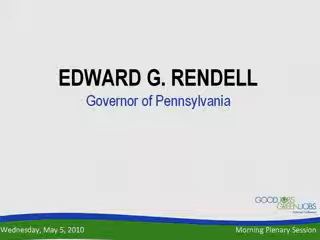 EDWARD G. RENDELL
Governor of Pennsylvania
GOOD JOBS
GREEN JOBS
Wednesday, May 5, 2010
Morning Plenary Session